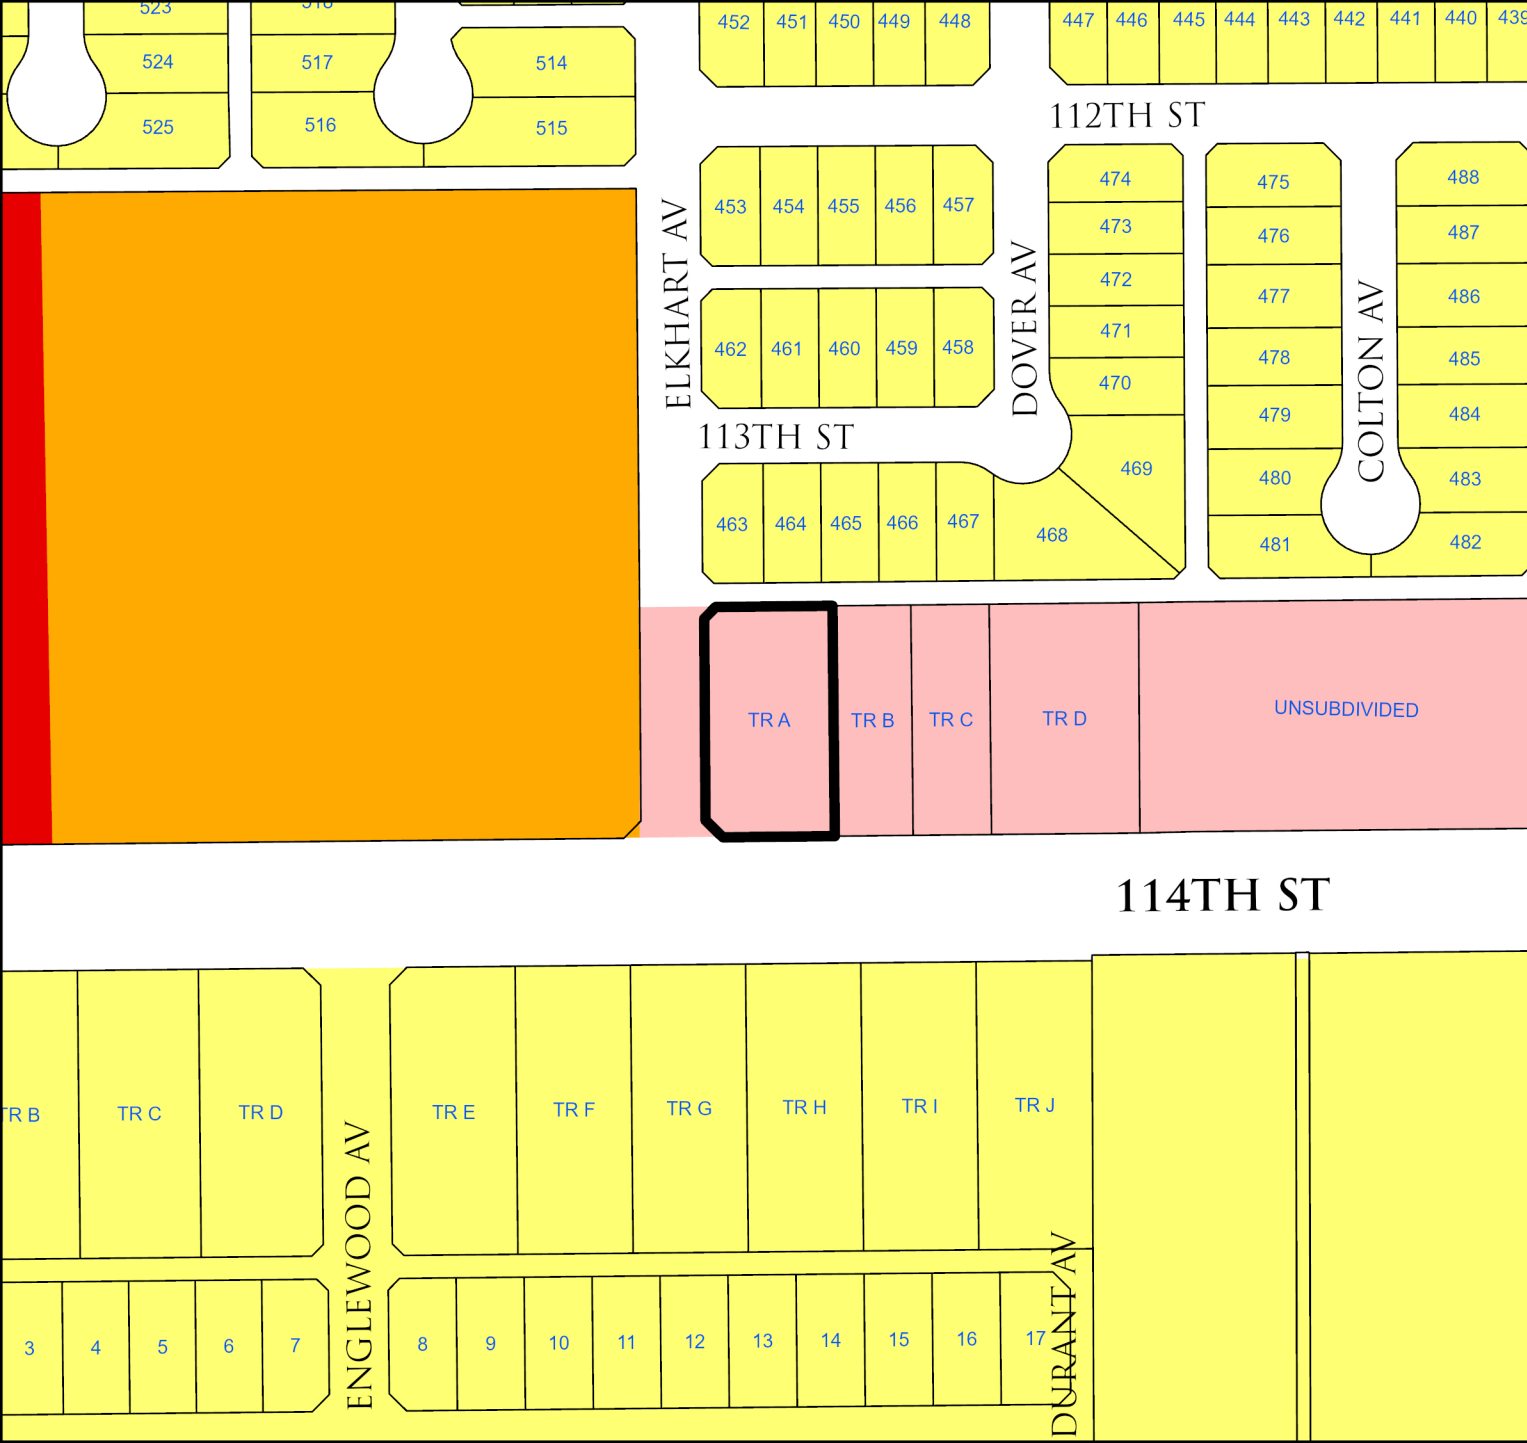 523
518
452 451 450 449 448
447 446 445 444 443 442 441 440 439
524 517 514
112TH ST
525 516 515
474 475 488
453 454 455 456 457
473 476 487
ELKHART AV
DOVER AV
COLTON AV
472 477 486
471
462 461 460 459 458
478 485
470
479 484
113TH ST
469 480 483
463 464 465 466 467 468
481 482
TR A TR B TR C TR D UNSUBDIVIDED
114TH ST
TR B TR C TR D TR E TR F TR G TR H TR I TR J
ENGLEWOOD AV
DURANT AV
3 4 5 6 7 8 9 10 11 12 13 14 15 16 17